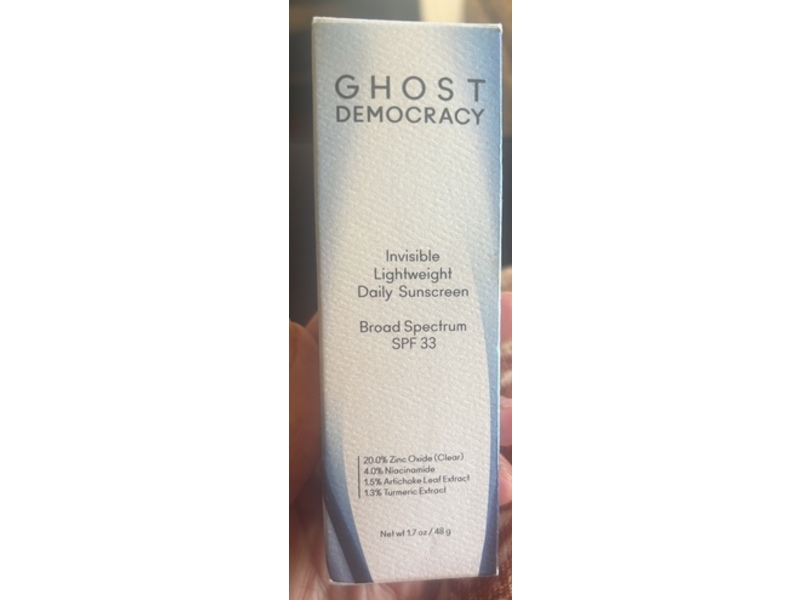 GHOST
DEMOCRACY
Invisible
Lightweight
Daily Sunscreen
Broad Spectrum
SPF 33
20.0% Zinc Oxide (Clear)
4.0% Niacinamide
1.5% Artichoke Leaf Extract
1.3% Turmeric Extract
Net wt 1.7 oz / 48 g